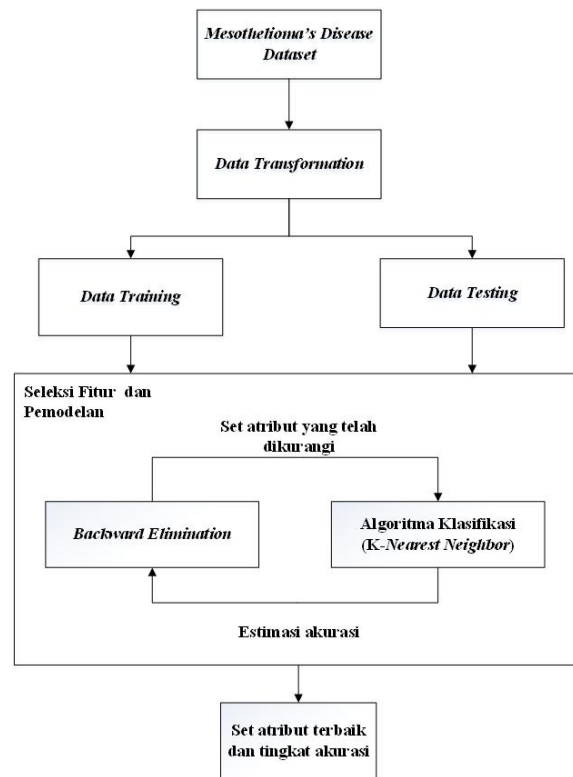 Mesothelioma's Disease
Dataset
Data Transformation
Data Training
Data Testing
Seleksi Fitur dan
Pemodelan
Set atribut yang telah
dikurangi
Backward Elimination
Algoritma Klasifikasi
(K-Nearest Neighbor)
Estimasi akurasi
Set atribut terbaik
dan tingkat akurasi